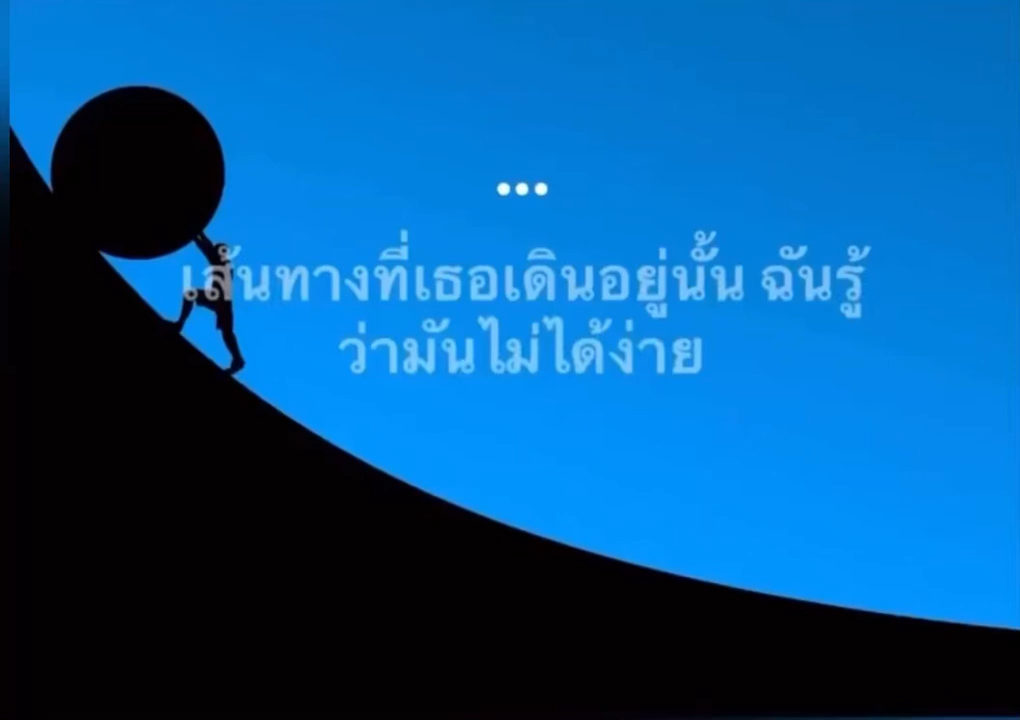 ...
เส้นทางที่เธอเดินอยู่นั้น ฉันรู้
ว่ามันไม่ได้ง่าย